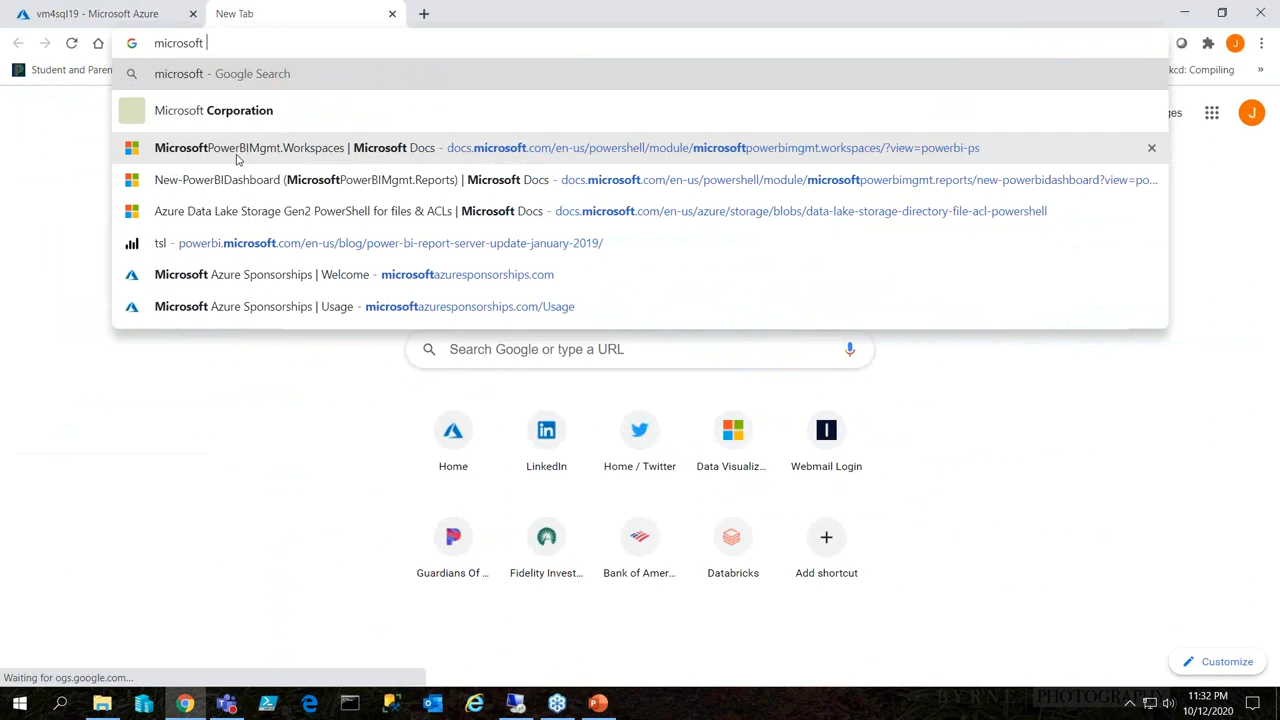 vm4sql19 - Microsoft Azure
New Tab
microsoft
Student and Paren
kcd: Compiling
»
microsoft - Google Search
Microsoft Corporation
MicrosoftPowerBIMgmt.Workspaces | Microsoft Docs - docs.microsoft.com/en-us/powershell/module/microsoftpowerbimgmt.workspaces/?view=powerbi-ps
New-PowerBIDashboard (MicrosoftPowerBIMgmt.Reports) | Microsoft Docs - docs.microsoft.com/en-us/powershell/module/microsoftpowerbimgmt.reports/new-powerbidashboard?view=po...
Azure Data Lake Storage Gen2 PowerShell for files & ACLs | Microsoft Docs - docs.microsoft.com/en-us/azure/storage/blobs/data-lake-storage-directory-file-acl-powershell
tsl - powerbi.microsoft.com/en-us/blog/power-bi-report-server-update-january-2019/
Microsoft Azure Sponsorships | Welcome - microsoftazuresponsorships.com
Microsoft Azure Sponsorships | Usage - microsoftazuresponsorships.com/Usage
ges
J
J
Search Google or type a URL
Home
LinkedIn
Home / Twitter
Data Visualiz...
Webmail Login
Guardians Of ...
Fidelity Invest...
Bank of Amer...
Databricks
Add shortcut
Customize
Waiting for ogs.google.com...
BYRNE PHOTOGRAPHY
11:32 PM
10/12/2020